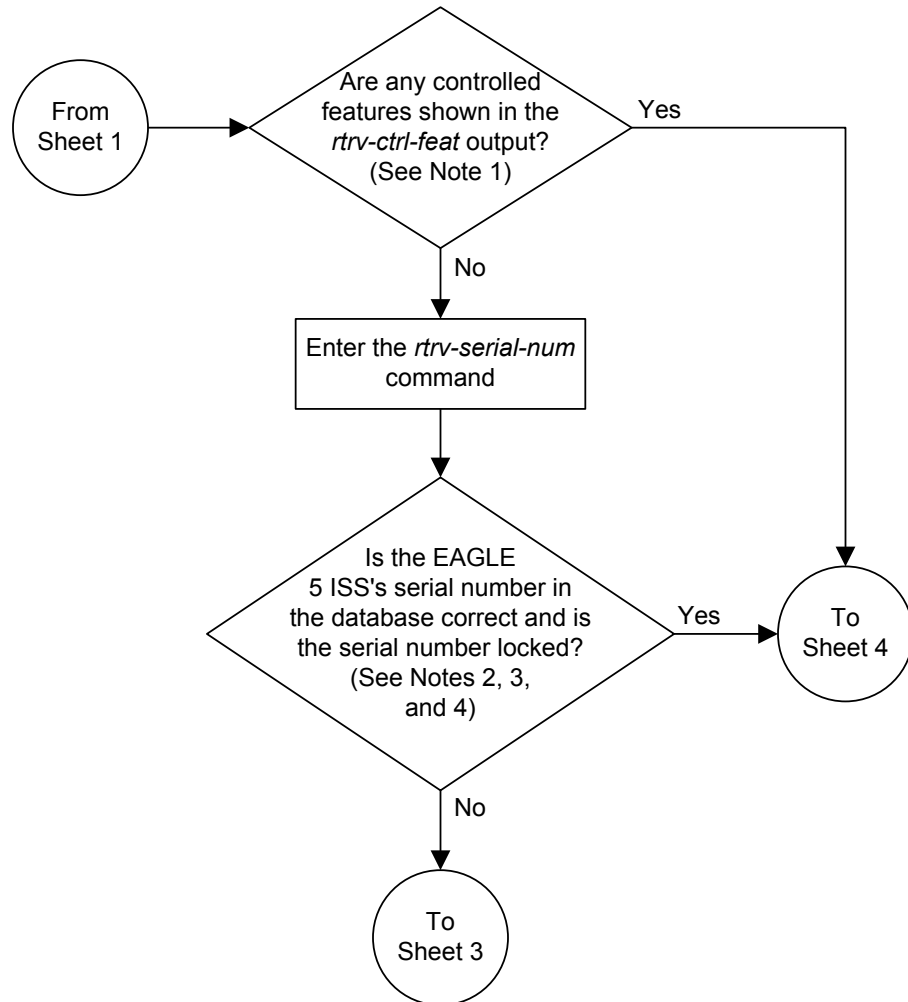 From
Sheet 1
Are any controlled
features shown in the
rtrv-ctrl-feat output?
(See Note 1)
Yes
No
Enter the rtrv-serial-num
command
Is the EAGLE
5 ISS's serial number in
the database correct and is
the serial number locked?
(See Notes 2, 3,
and 4)
Yes
To
Sheet 4
No
To
Sheet 3